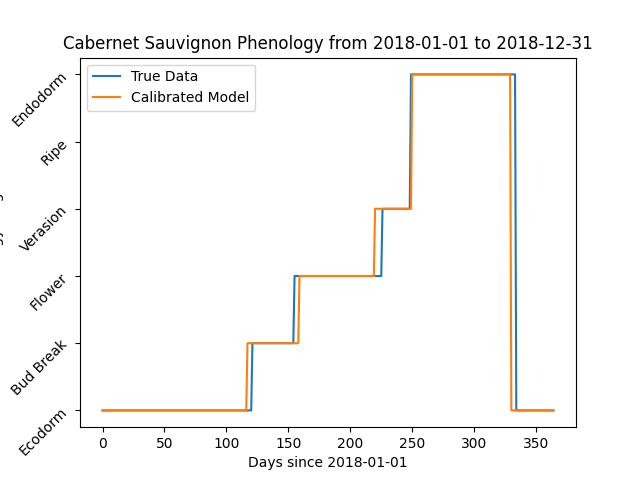 Cabernet Sauvignon Phenology from 2018-01-01 to 2018-12-31
True Data
Calibrated Model
Endodorm
Ripe
Verasion
Flower
Bud Break
Ecodorm
0 50 100 150 200 250 300 350
Days since 2018-01-01